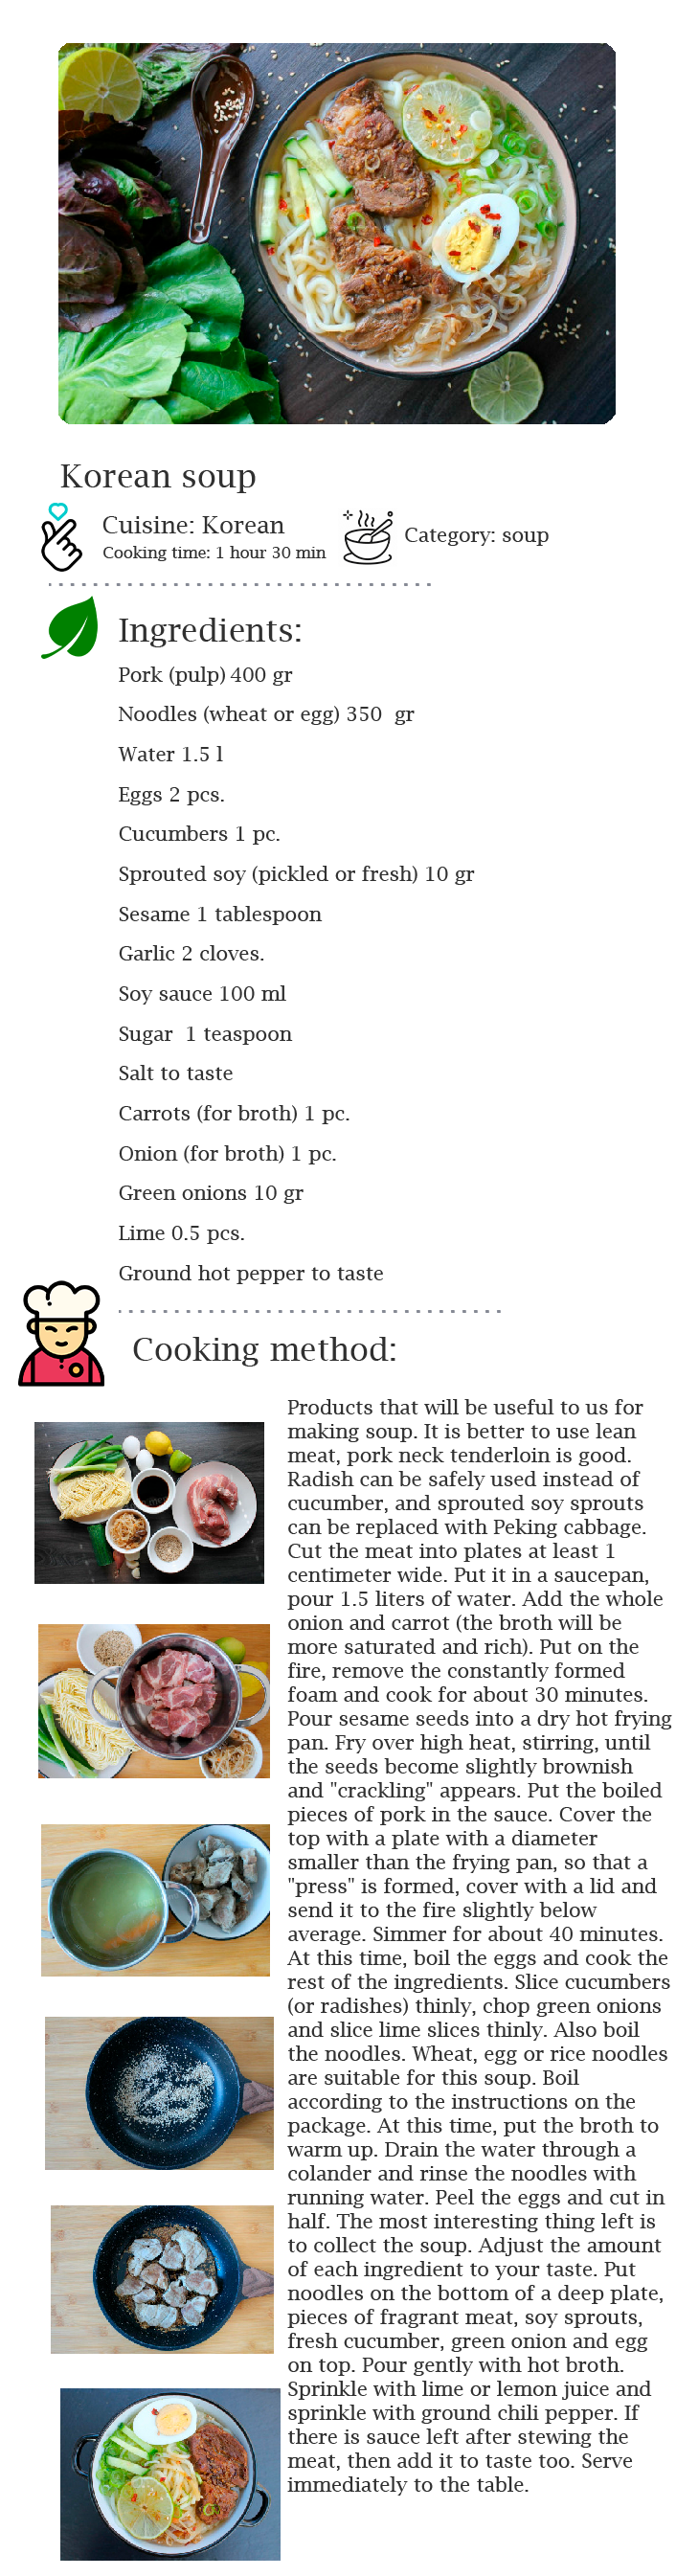 Korean soup
Cuisine: Korean
Cooking time: 1 hour 30 min
Category: soup
Ingredients:
Pork (pulp) 400 gr
Noodles (wheat or egg) 350  gr
Water 1.5 l
Eggs 2 pcs.
Cucumbers 1 pc.
Sprouted soy (pickled or fresh) 10 gr
Sesame 1 tablespoon
Garlic 2 cloves.
Soy sauce 100 ml
Sugar  1 teaspoon
Salt to taste
Carrots (for broth) 1 pc.
Onion (for broth) 1 pc.
Green onions 10 gr
Lime 0.5 pcs.
Ground hot pepper to taste
Cooking method:
Products that will be useful to us for
making soup. It is better to use lean
meat, pork neck tenderloin is good.
Radish can be safely used instead of
cucumber, and sprouted soy sprouts
can be replaced with Peking cabbage.
Cut the meat into plates at least 1
centimeter wide. Put it in a saucepan,
pour 1.5 liters of water. Add the whole
onion and carrot (the broth will be
more saturated and rich). Put on the
fire, remove the constantly formed
foam and cook for about 30 minutes.
Pour sesame seeds into a dry hot frying
pan. Fry over high heat, stirring, until
the seeds become slightly brownish
and "crackling" appears. Put the boiled
pieces of pork in the sauce. Cover the
top with a plate with a diameter
smaller than the frying pan, so that a
"press" is formed, cover with a lid and
send it to the fire slightly below
average. Simmer for about 40 minutes.
At this time, boil the eggs and cook the
rest of the ingredients. Slice cucumbers
(or radishes) thinly, chop green onions
and slice lime slices thinly. Also boil
the noodles. Wheat, egg or rice noodles
are suitable for this soup. Boil
according to the instructions on the
package. At this time, put the broth to
warm up. Drain the water through a
colander and rinse the noodles with
running water. Peel the eggs and cut in
half. The most interesting thing left is
to collect the soup. Adjust the amount
of each ingredient to your taste. Put
noodles on the bottom of a deep plate,
pieces of fragrant meat, soy sprouts,
fresh cucumber, green onion and egg
on top. Pour gently with hot broth.
Sprinkle with lime or lemon juice and
sprinkle with ground chili pepper. If
there is sauce left after stewing the
meat, then add it to taste too. Serve
immediately to the table.